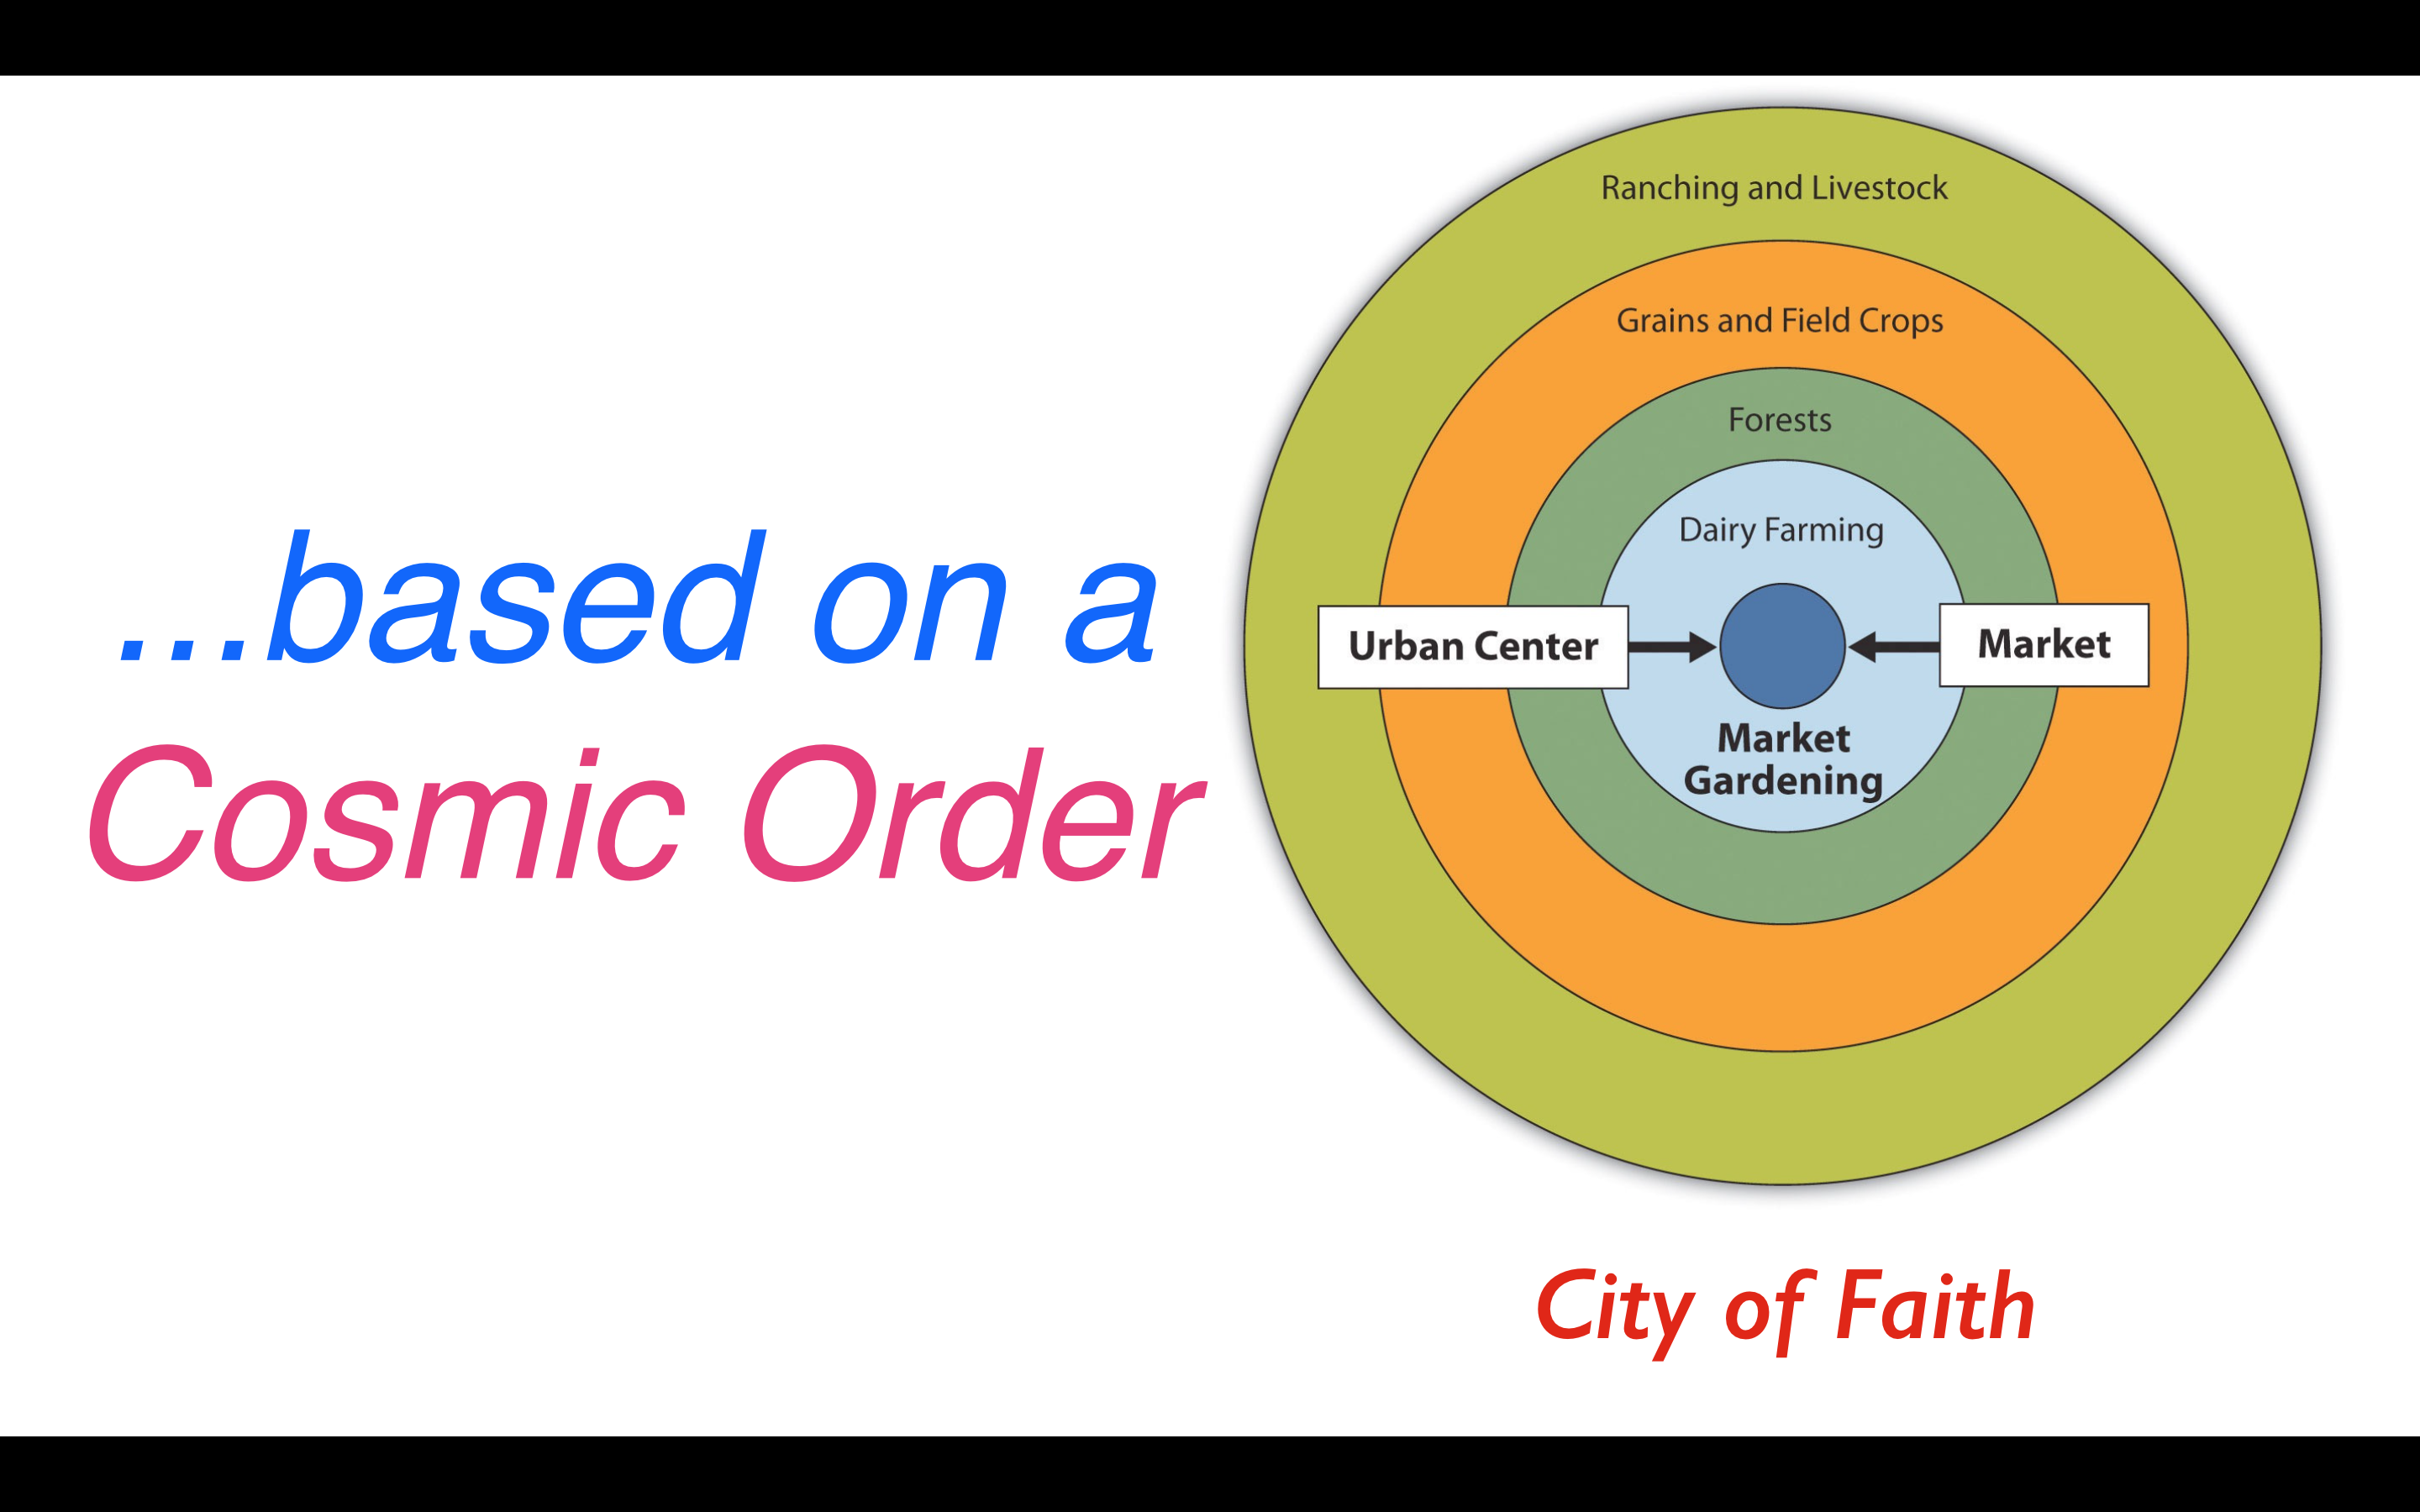 ...based on a
Cosmic Order
Ranching and Livestock
Grains and Field Crops
Forests
Dairy Farming
Urban Center
Market
Market
Gardening
City of Faith